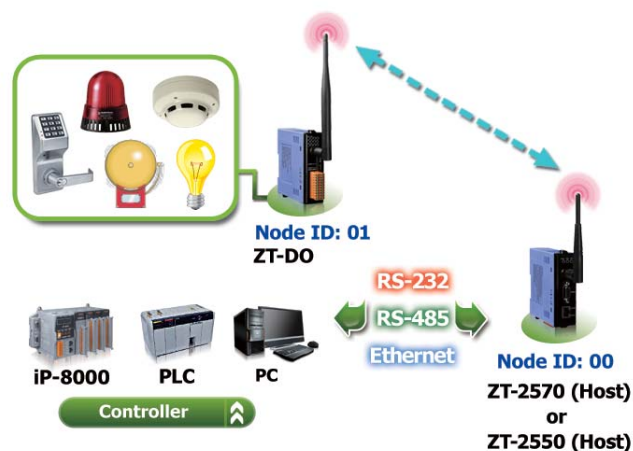 Node ID: 01
ZT-DO
RS-232
RS-485
Ethernet
iP-8000
PLC
PC
Controller
Node ID: 00
ZT-2570 (Host)
or
ZT-2550 (Host)